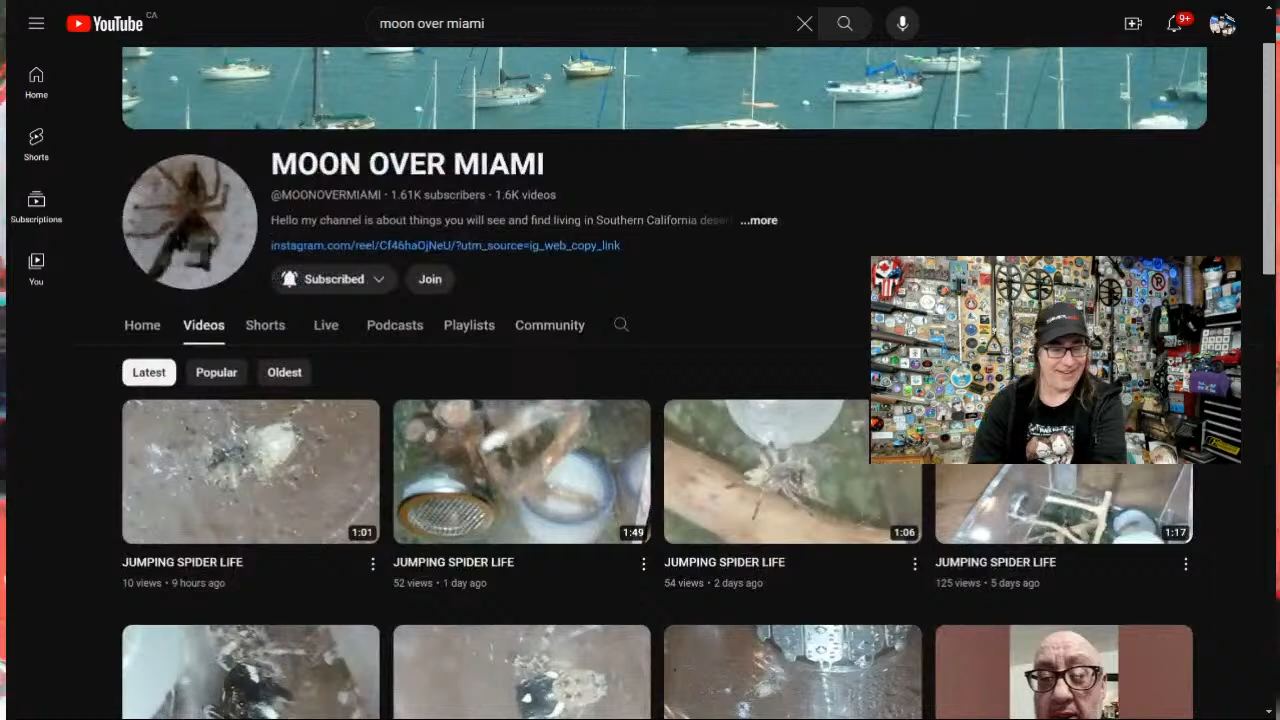 YouTube CA
moon over miami
9+
Home
Shorts
Subscriptions
You
MOON OVER MIAMI
@MOONOVERMIAMI · 1.61K subscribers · 1.6K videos
Hello my channel is about things you will see and find living in Southern California deser ...more
instagram.com/reel/Cf46haOjNeU/?utm_source=ig_web_copy_link
Subscribed
Join
Home Videos Shorts Live Podcasts Playlists Community
Latest Popular Oldest
1:01
1:49
1:06
1:17
JUMPING SPIDER LIFE
10 views · 9 hours ago
JUMPING SPIDER LIFE
52 views · 1 day ago
JUMPING SPIDER LIFE
54 views · 2 days ago
JUMPING SPIDER LIFE
125 views · 5 days ago